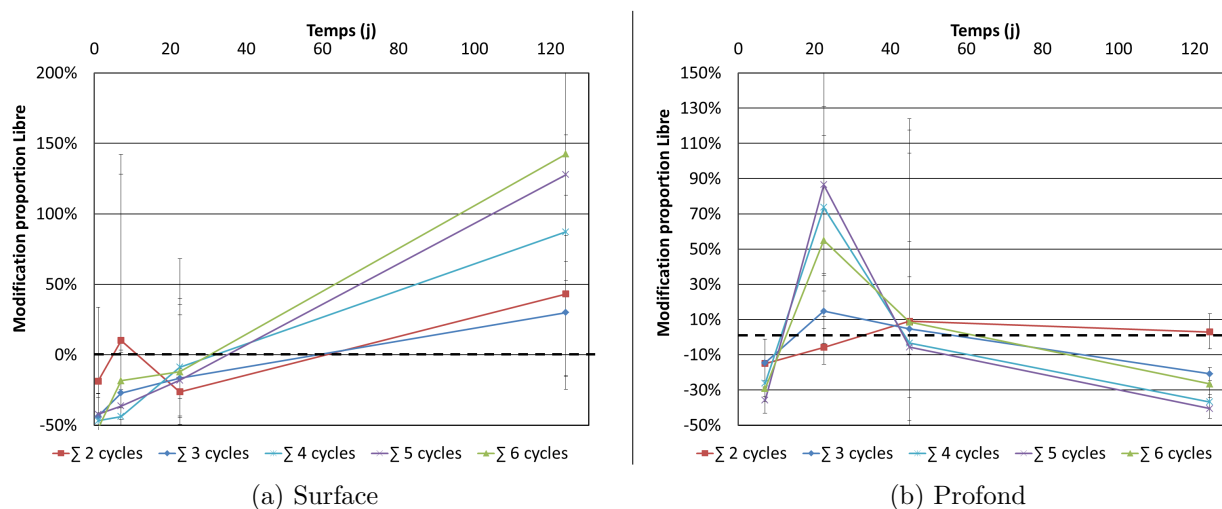 Temps (j)
0 20 40 60 80 100 120
200%
150%
100%
50%
0%
-50%
Modification proportion Libre
∑ 2 cycles ∑ 3 cycles ∑ 4 cycles ∑ 5 cycles ∑ 6 cycles
(a) Surface
Temps (j)
0 20 40 60 80 100 120
150%
130%
110%
90%
70%
50%
30%
10%
-10%
-30%
-50%
Modification proportion Libre
∑ 2 cycles ∑ 3 cycles ∑ 4 cycles ∑ 5 cycles ∑ 6 cycles
(b) Profond